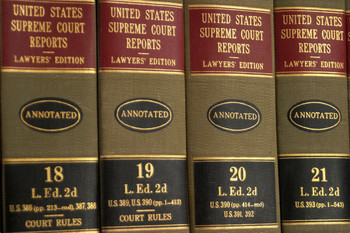 UNITED STATES
SUPREME COURT
REPORTS
LAWYERS' EDITION
ANNOTATED
18
L. Ed. 2d
U.S. 386 (pp. 213-end), 387, 388
COURT RULES
UNITED STATES
SUPREME COURT
REPORTS
LAWYERS' EDITION
ANNOTATED
19
L. Ed. 2d
U.S. 389, U.S. 390 (pp. 1-413)
COURT RULES
UNITED STATES
SUPREME COURT
REPORTS
LAWYERS' EDITION
ANNOTATED
20
L. Ed. 2d
U.S. 390 (pp. 414-end)
U.S. 391, 392
UNITED STATES
SUPREME COURT
REPORTS
LAWYERS' EDITION
ANNOTATED
21
L. Ed. 2d
U.S. 393 (pp. 1-543)
COURT RULES